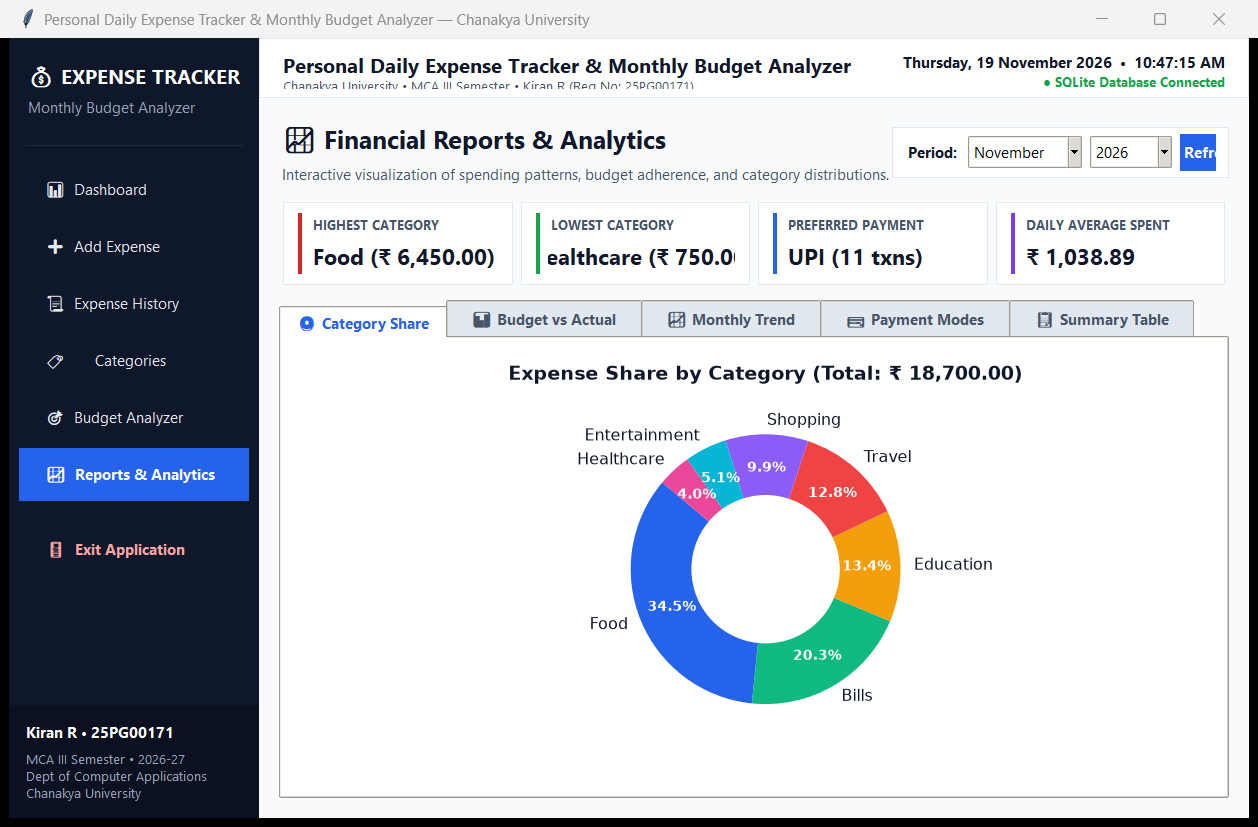 Personal Daily Expense Tracker & Monthly Budget Analyzer — Chanakya University
EXPENSE TRACKER
Monthly Budget Analyzer
Dashboard
Add Expense
Expense History
Categories
Budget Analyzer
Reports & Analytics
Exit Application
Kiran R • 25PG00171
MCA III Semester • 2026-27
Dept of Computer Applications
Chanakya University
Personal Daily Expense Tracker & Monthly Budget Analyzer
Chanakya University • MCA III Semester • Kiran R (Reg No: 25PG00171)
Thursday, 19 November 2026 • 10:47:15 AM
● SQLite Database Connected
Financial Reports & Analytics
Interactive visualization of spending patterns, budget adherence, and category distributions.
Period: November 2026 Refr
HIGHEST CATEGORY
Food (₹ 6,450.00)
LOWEST CATEGORY
ealthcare (₹ 750.0
PREFERRED PAYMENT
UPI (11 txns)
DAILY AVERAGE SPENT
₹ 1,038.89
Category Share
Budget vs Actual
Monthly Trend
Payment Modes
Summary Table
Expense Share by Category (Total: ₹ 18,700.00)
Shopping
Entertainment
Travel
Healthcare
9.9%
5.1%
12.8%
4.0%
Education
13.4%
34.5%
Food
20.3%
Bills